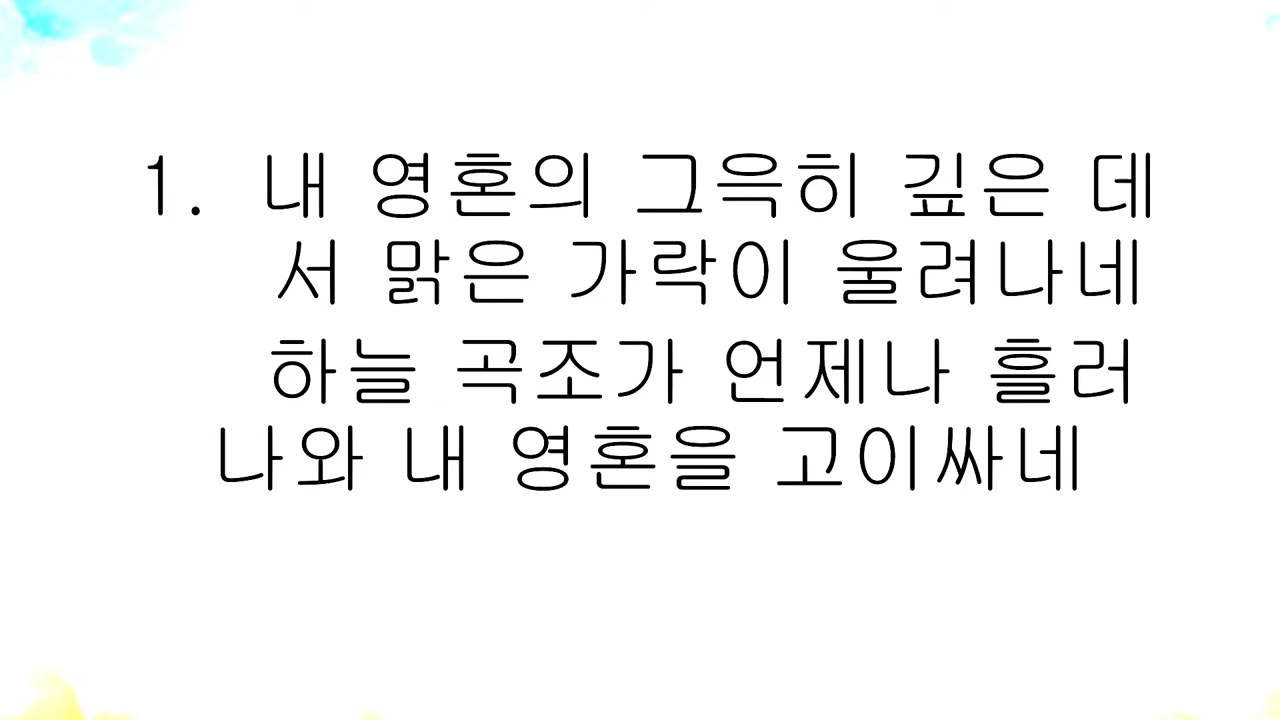 1. 내 영혼의 그윽히 깊은 데
서 맑은 가락이 울려나네
하늘 곡조가 언제나 흘러
나와 내 영혼을 고이싸네